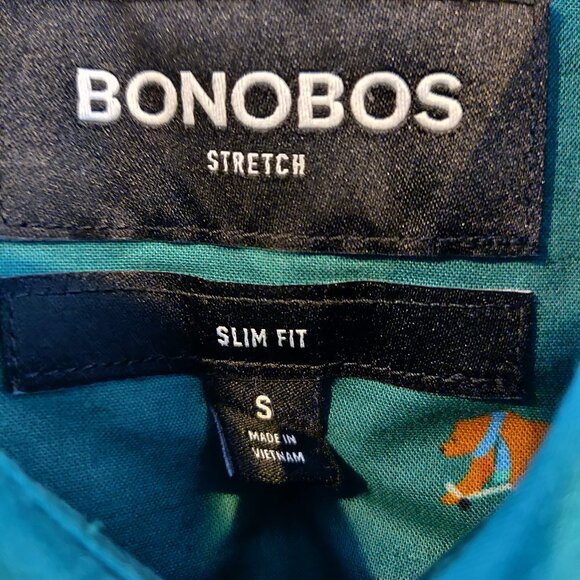 BONOBOS
STRETCH
SLIM FIT
S
MADE IN
VIETNAM